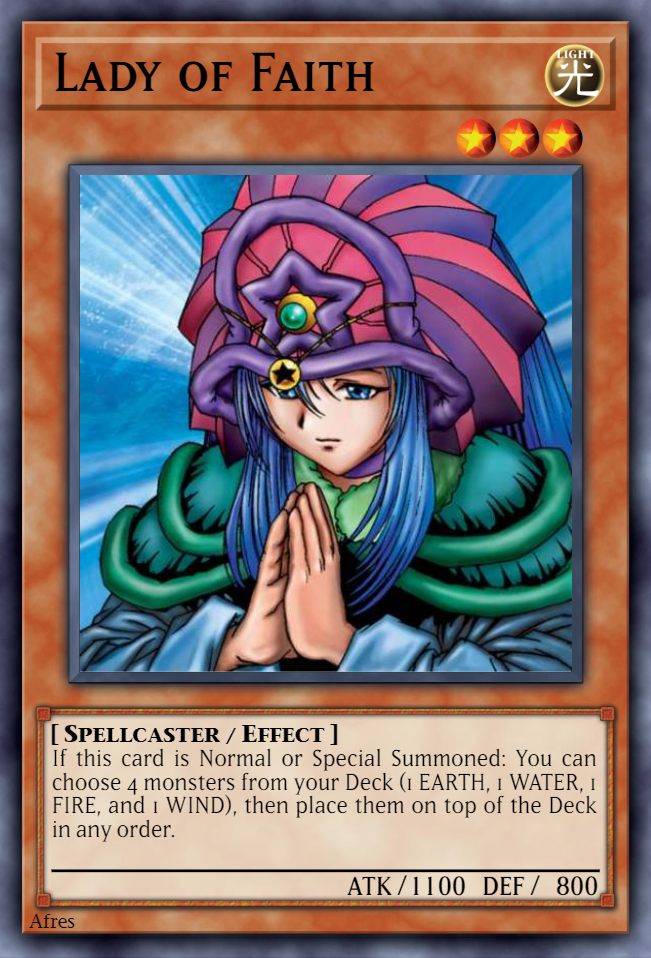 Lady of Faith
LIGHT
光
[ Spellcaster / Effect ]
If this card is Normal or Special Summoned: You can
choose 4 monsters from your Deck (1 EARTH, 1 WATER, 1
FIRE, and 1 WIND), then place them on top of the Deck
in any order.
ATK / 1100 DEF / 800
Afres